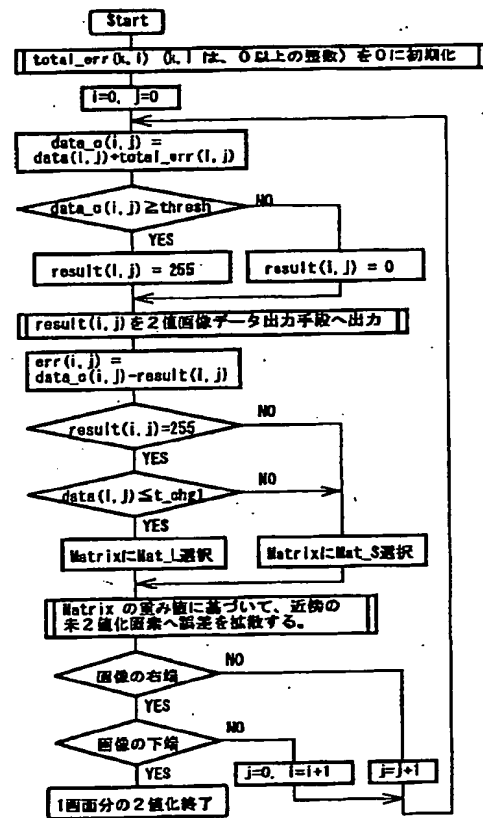 Start
total_err(k,l) (k,l は、0以上の整数) を0に初期化
i=0, j=0
data_c(i,j) =
data(i,j)+total_err(i,j)
data_c(i,j)≧thresh
NO
YES
result(i,j) = 255
result(i,j) = 0
result(i,j)を2値画像データ出力手段へ出力
err(i,j) =
data_c(i,j)-result(i,j)
result(i,j)=255
NO
YES
data(i,j)≦t_chg1
NO
YES
MatrixにMat_L選択
MatrixにMat_S選択
Matrix の重み値に基づいて、近傍の
未2値化画素へ誤差を拡散する。
画像の右端
NO
YES
画像の下端
NO
YES
j=0, i=i+1
j=j+1
1画面分の2値化終了